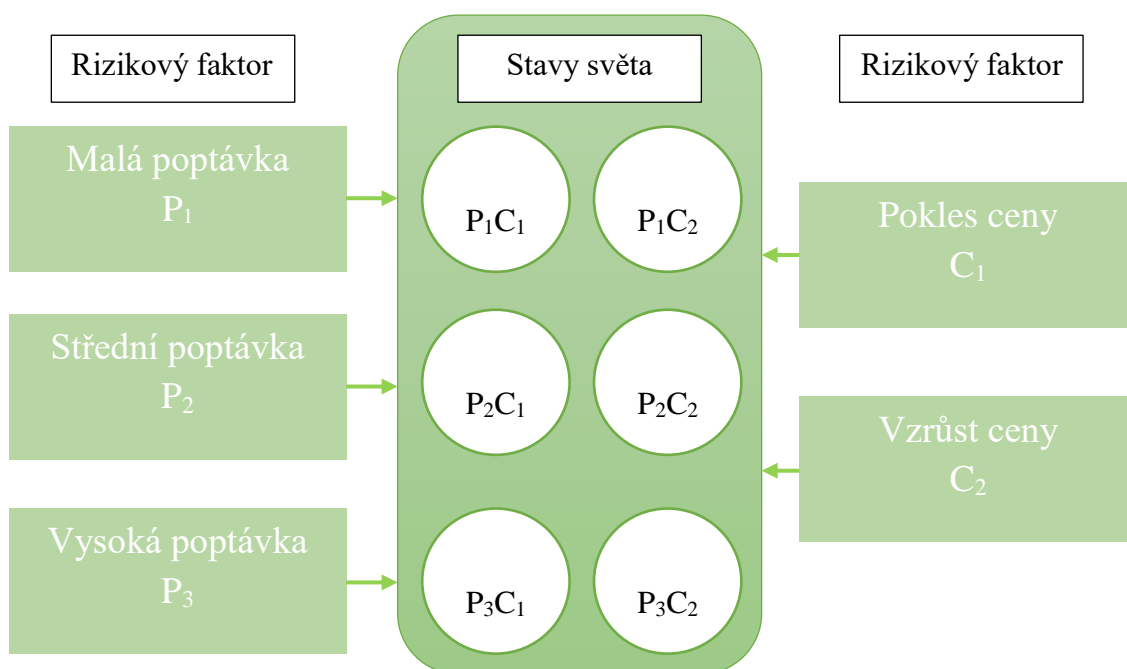 Rizikový faktor
Stavy světa
Rizikový faktor
Malá poptávka
P₁
P₁C₁
P₁C₂
Pokles ceny
C₁
Střední poptávka
P₂
P₂C₁
P₂C₂
Vzrůst ceny
C₂
Vysoká poptávka
P₃
P₃C₁
P₃C₂